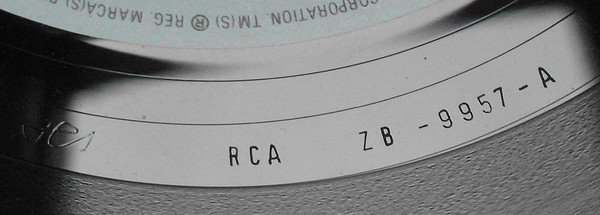 CORPORATION. TM(S) ® REG. MARCA(S)
RCA ZB -9957-A